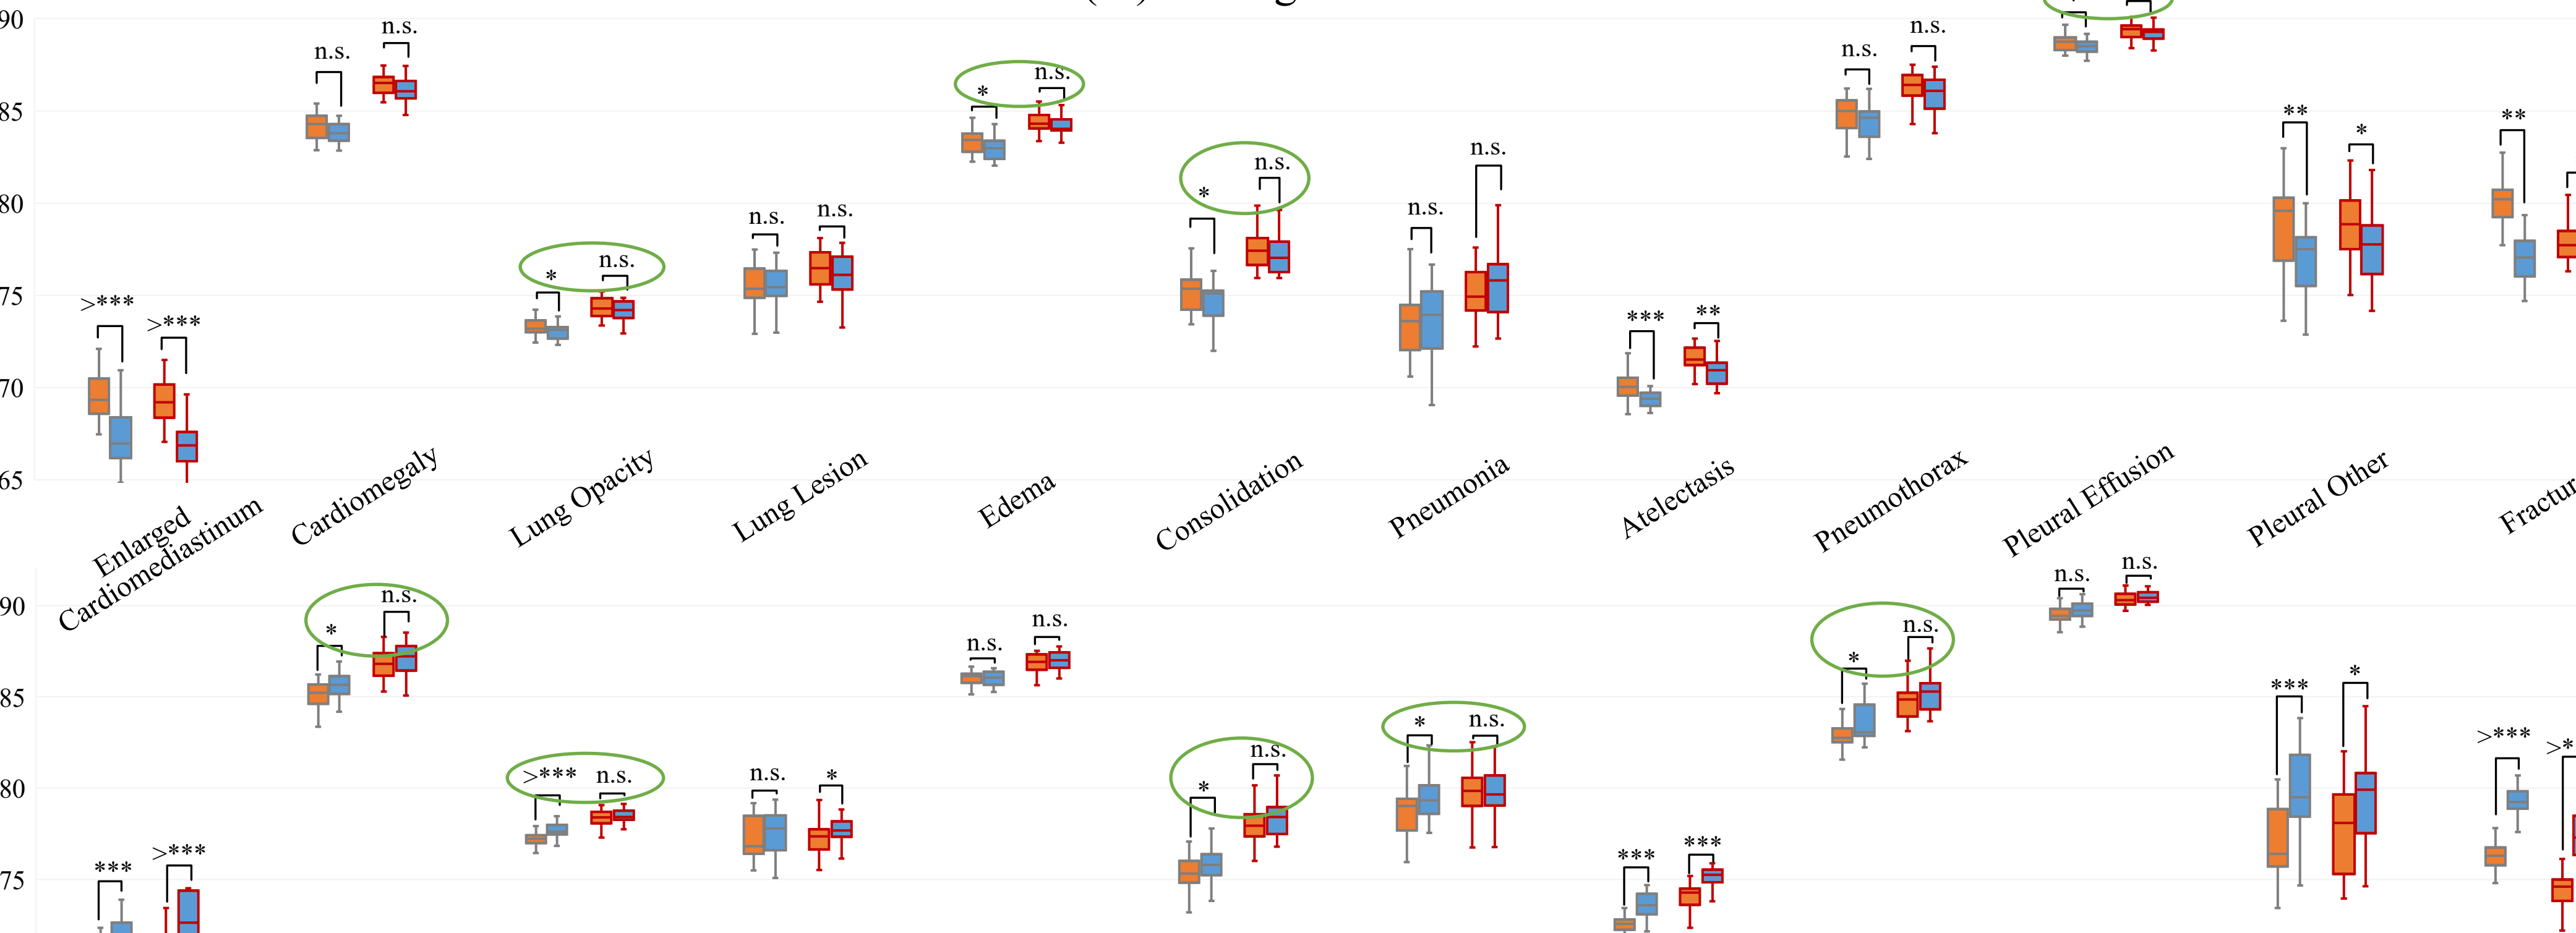 90
n.s.
n.s.
n.s.
n.s.
85
*
n.s.
**
*
**
80
*
n.s.
n.s.
n.s.
n.s.
n.s.
75
*
n.s.
>***
>***
***
**
70
65
Enlarged
Cardiomediastinum
Cardiomegaly
Lung Opacity
Lung Lesion
Edema
Consolidation
Pneumonia
Atelectasis
Pneumothorax
Pleural Effusion
Pleural Other
90
*
n.s.
n.s.
n.s.
n.s.
n.s.
85
*
n.s.
***
*
80
>***
n.s.
n.s.
*
*
n.s.
*
n.s.
>***
>*
75
***
>***
***
***